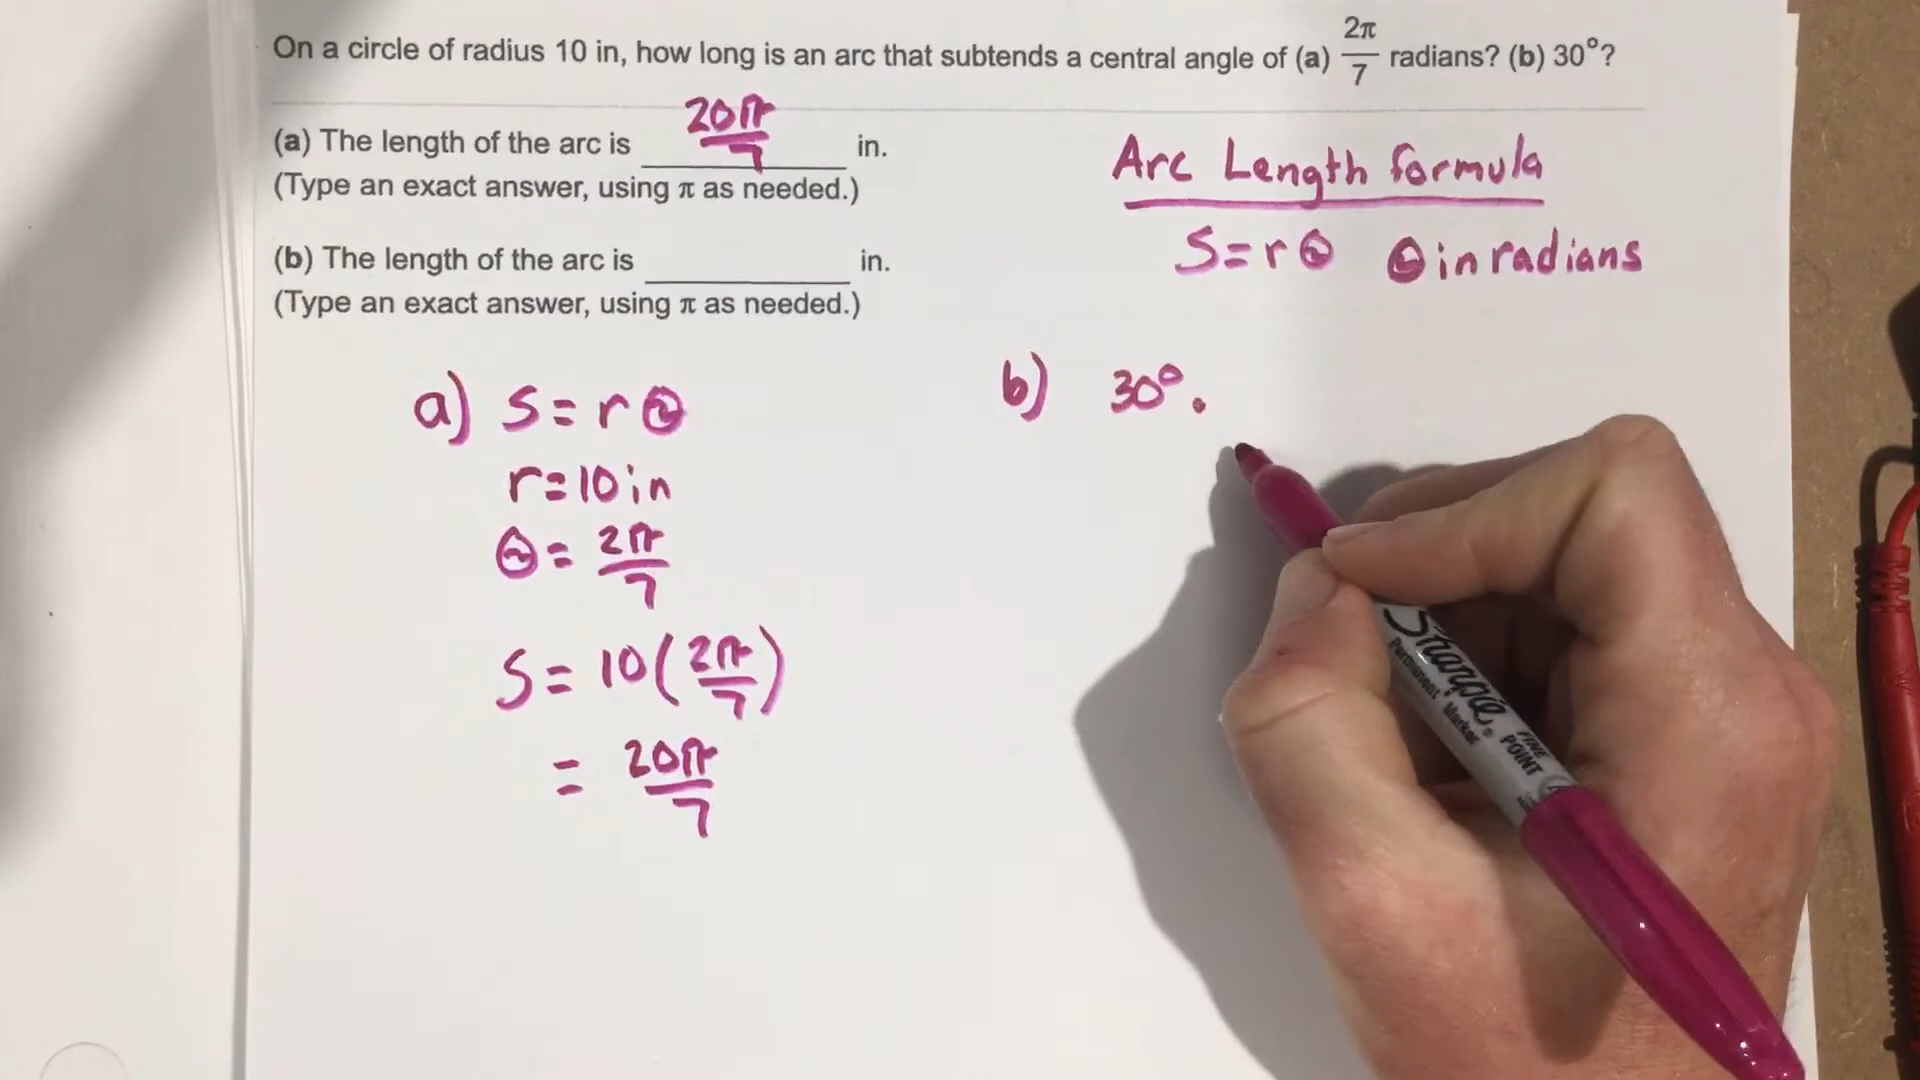 On a circle of radius 10 in, how long is an arc that subtends a central angle of (a) 2π/7 radians? (b) 30°?
(a) The length of the arc is 20π/7 in.
(Type an exact answer, using π as needed.)
(b) The length of the arc is ________ in.
(Type an exact answer, using π as needed.)
Arc Length formula
S=rθ θ in radians
a) S=rθ
r=10in
θ=2π/7
S=10(2π/7)
=20π/7
b) 30°.
Sharpie
Permanent Marker
FINE POINT